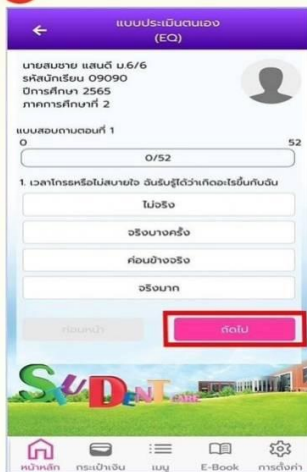 แบบประเมินตนเอง
(EQ)
นายสมชาย แสนดี ม.6/6
รหัสนักเรียน 09090
ปีการศึกษา 2565
ภาคการศึกษาที่ 2
แบบสอบถามตอนที่ 1
0 52
0/52
1. เวลาโกรธหรือไม่สบายใจ ฉันรับรู้ได้ว่าเกิดอะไรขึ้นกับฉัน
ไม่จริง
จริงบางครั้ง
ค่อนข้างจริง
จริงมาก
ก่อนหน้า ถัดไป
STUDENT
หน้าหลัก กระเป๋าเงิน เมนู E-Book การตั้งค่า